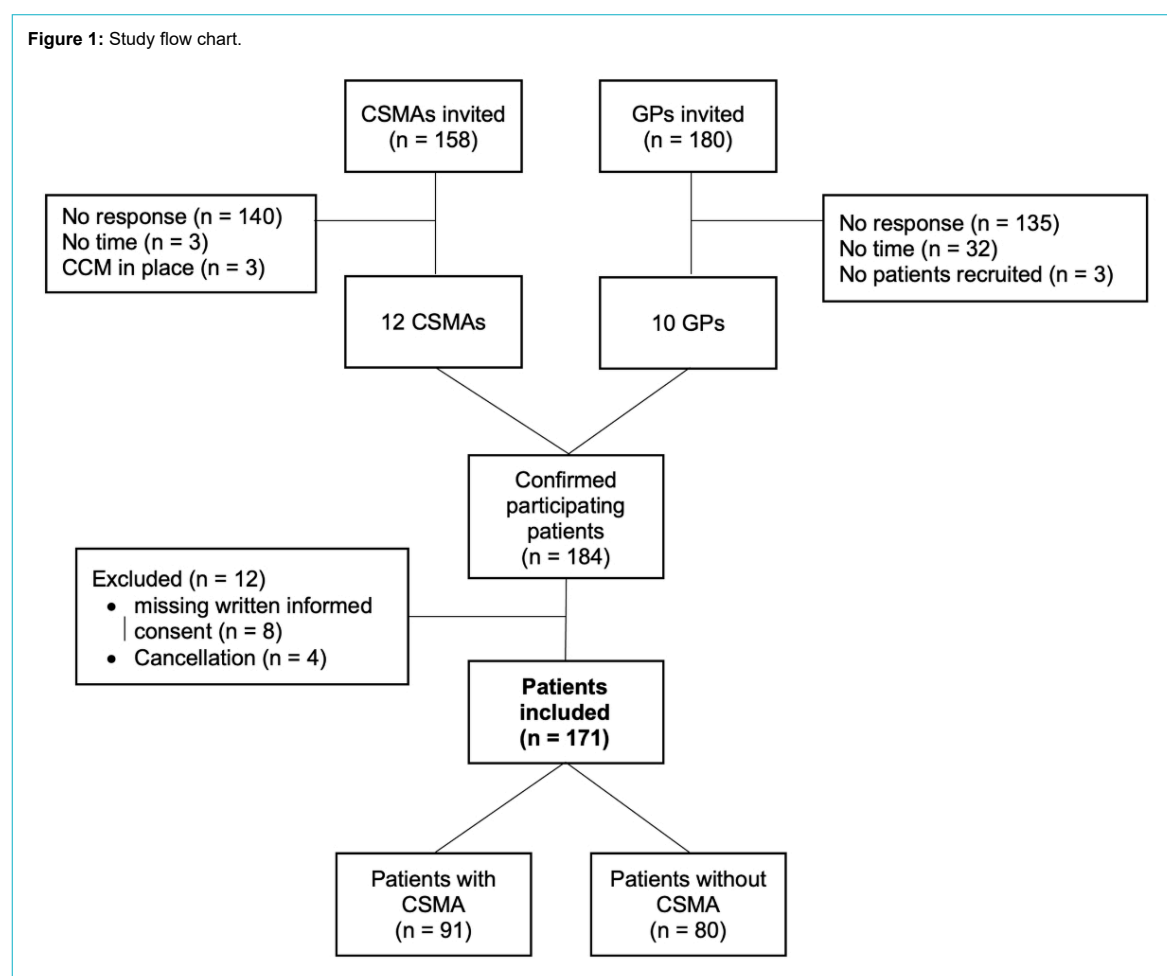 Figure 1: Study flow chart.
CSMAs invited
(n = 158)
GPs invited
(n = 180)
No response (n = 140)
No time (n = 3)
CCM in place (n = 3)
No response (n = 135)
No time (n = 32)
No patients recruited (n = 3)
12 CSMAs
10 GPs
Confirmed
participating
patients
(n = 184)
Excluded (n = 12)
• missing written informed
consent (n = 8)
• Cancellation (n = 4)
Patients
included
(n = 171)
Patients with
CSMA
(n = 91)
Patients without
CSMA
(n = 80)